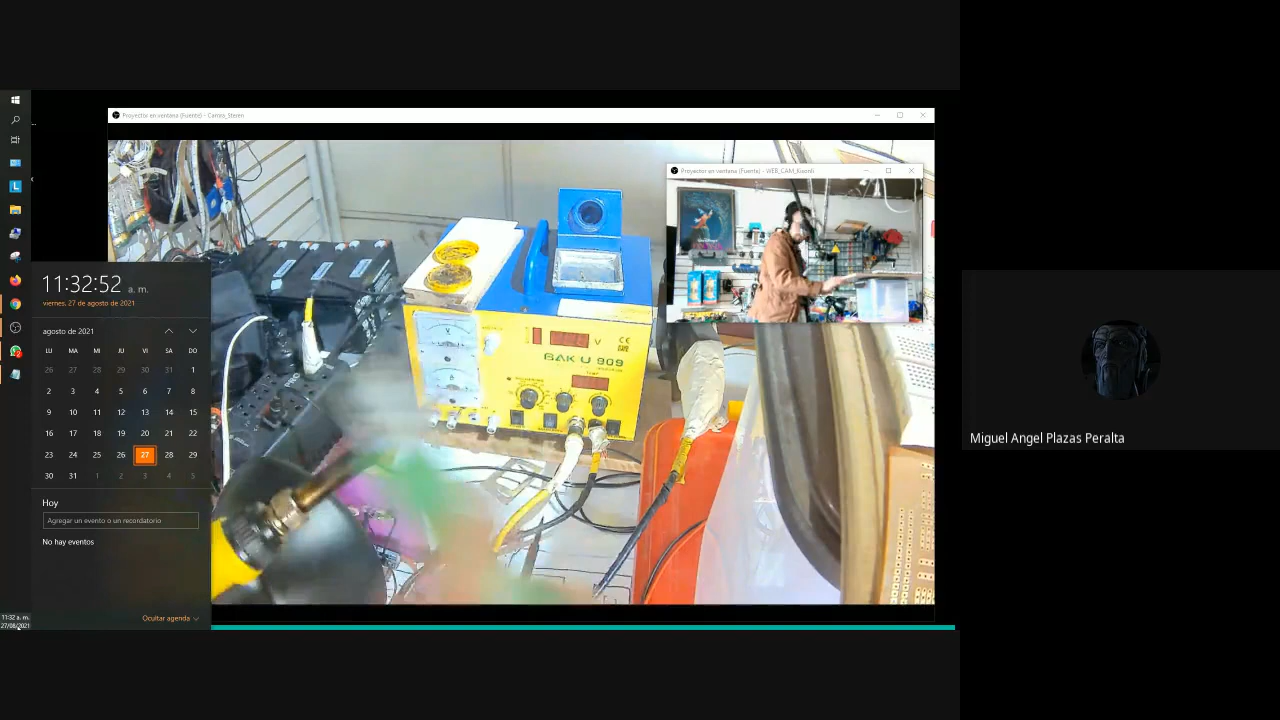 Proyector en ventana (Fuente) - Camra_Steren
Proyector en ventana (Fuente) - WEB_CAM_Kisonli
11:32:52 a. m.
viernes, 27 de agosto de 2021
agosto de 2021
LU MA MI JU VI SA DO
26 27 28 29 30 31 1
2 3 4 5 6 7 8
9 10 11 12 13 14 15
16 17 18 19 20 21 22
23 24 25 26 27 28 29
30 31 1 2 3 4 5
Hoy
Agregar un evento o un recordatorio
No hay eventos
Ocultar agenda
11:32 a. m.
27/08/2021
V
CE
BAK U 909
Miguel Angel Plazas Peralta